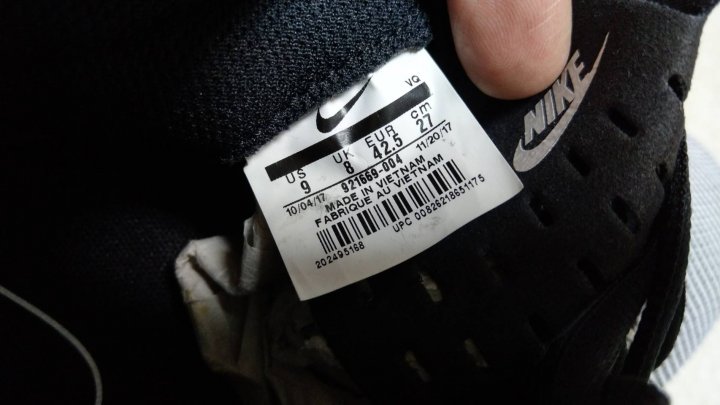 VQ
US UK EUR cm
9 8 42.5 27
10/04/17 921669-004 11/20/17
MADE IN VIETNAM
FABRIQUE AU VIETNAM
202495168 UPC 00826218651175
NIKE